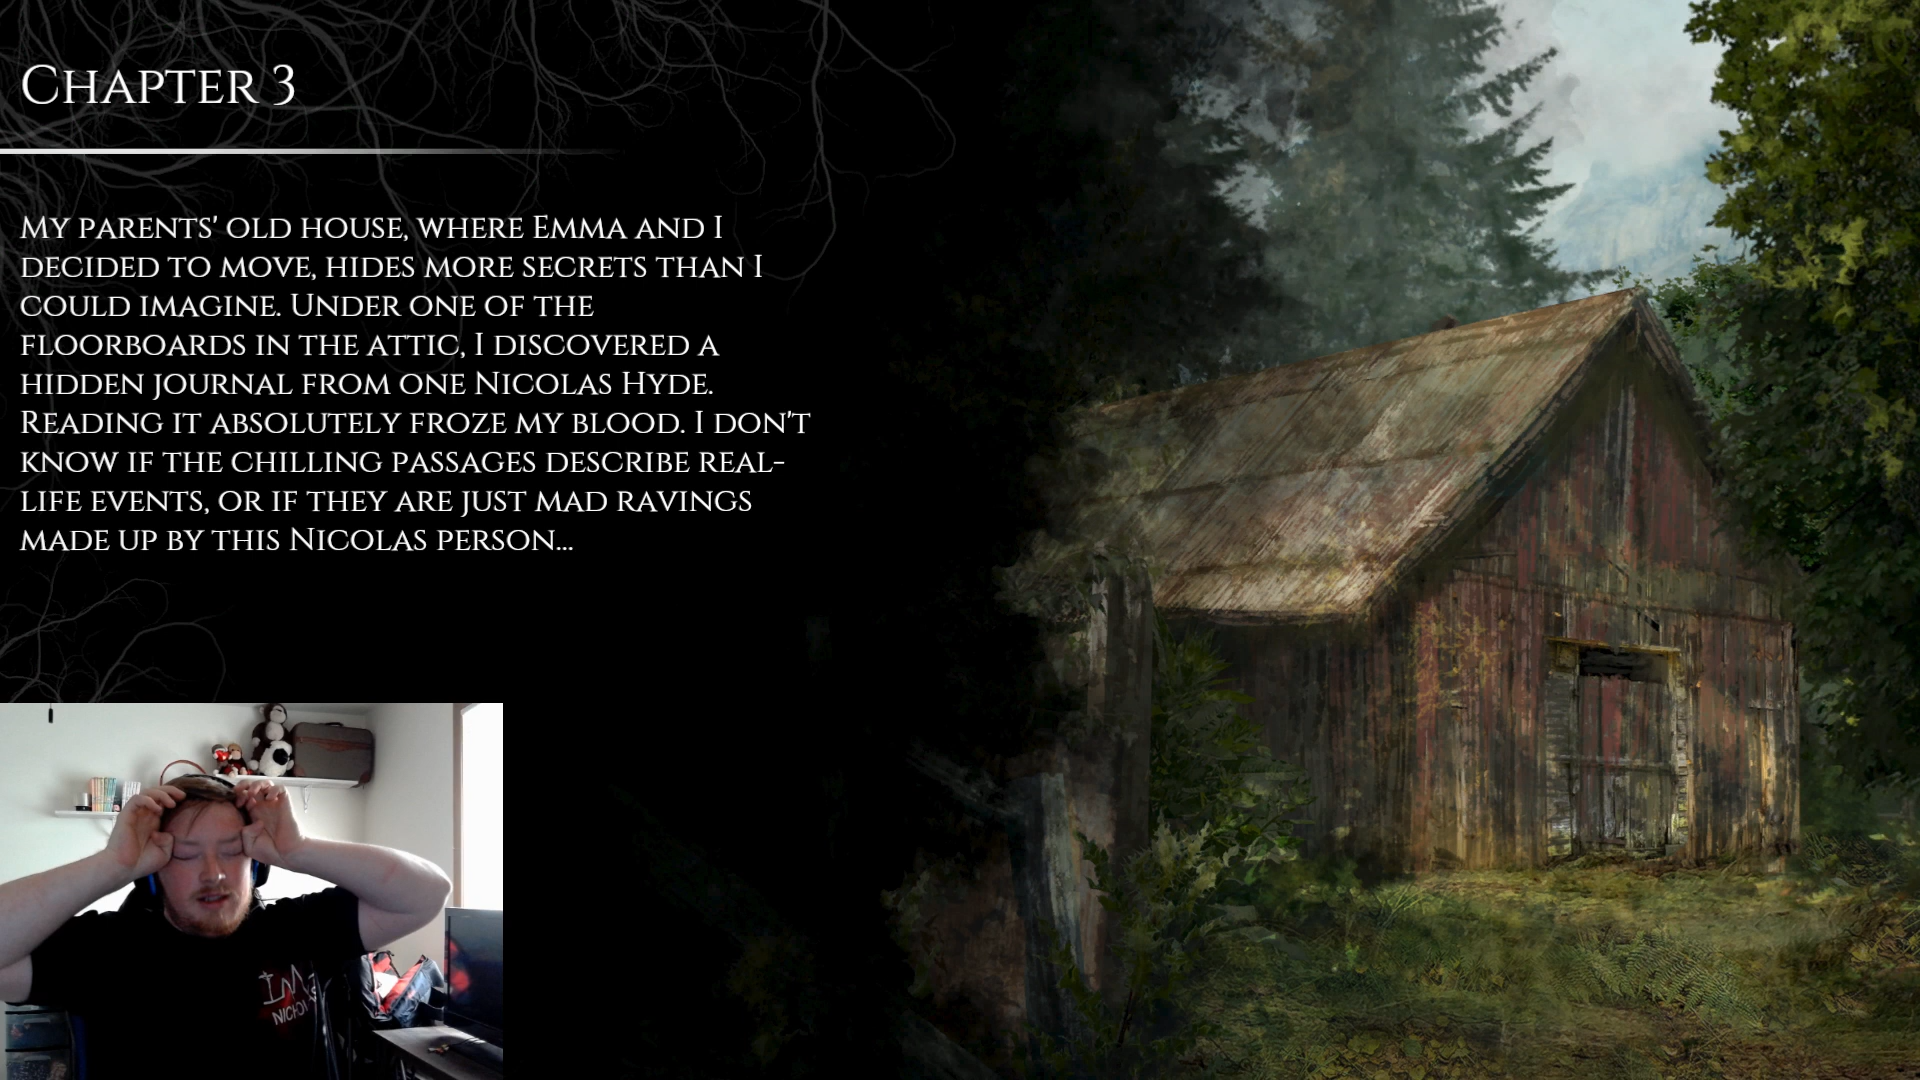 Chapter 3
My parents' old house, where Emma and I
decided to move, hides more secrets than I
could imagine. Under one of the
floorboards in the attic, I discovered a
hidden journal from one Nicolas Hyde.
Reading it absolutely froze my blood. I don't
know if the chilling passages describe real-
life events, or if they are just mad ravings
made up by this Nicolas person...